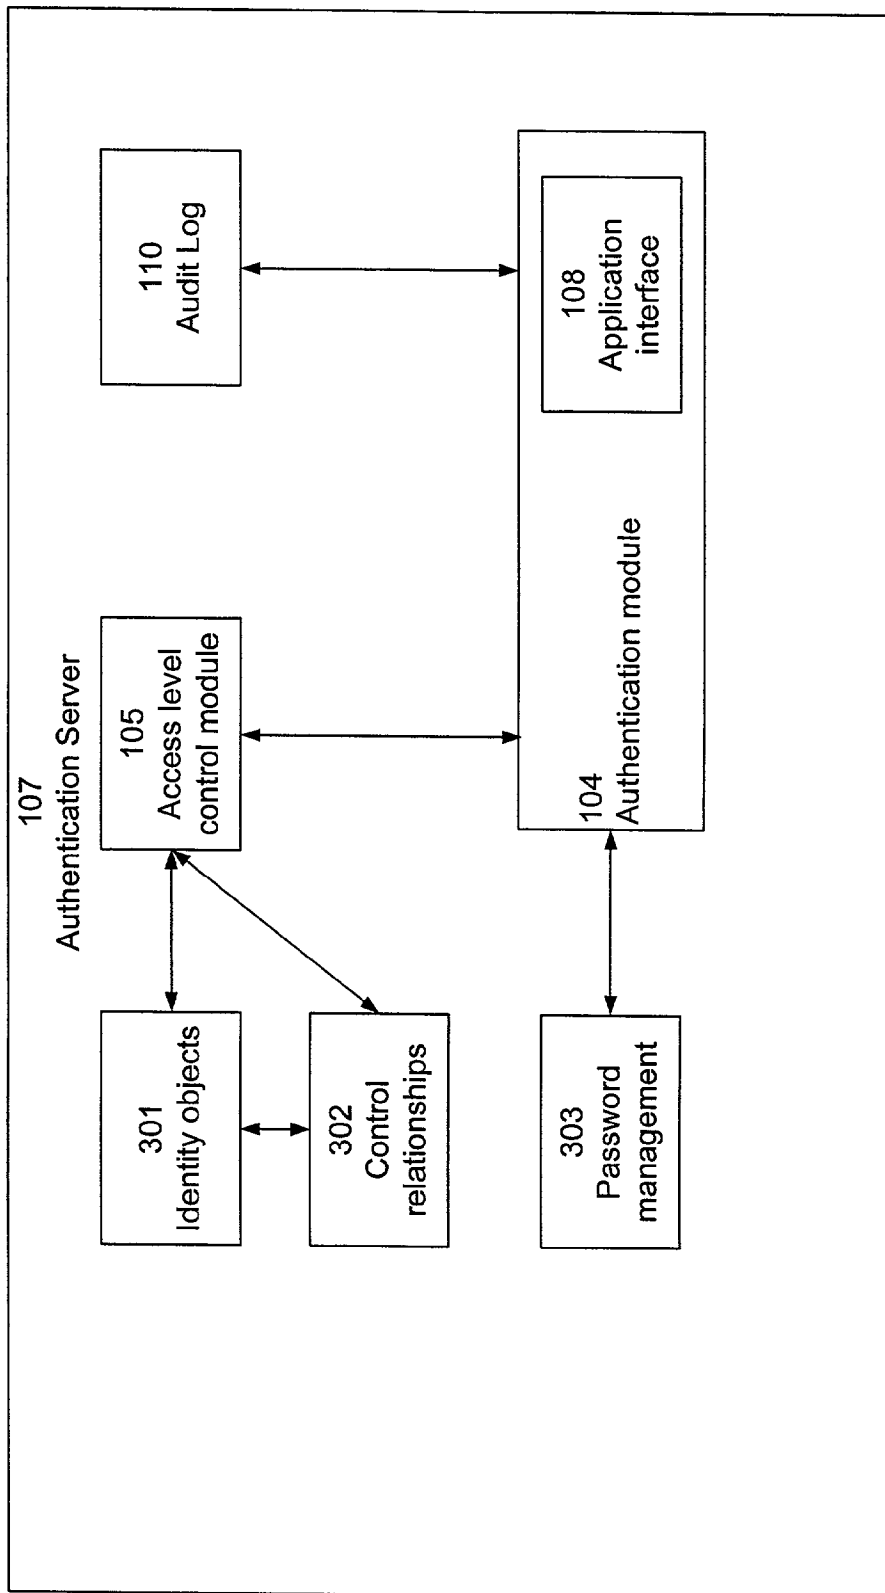 107
Authentication Server
301
Identity objects
105
Access level
control module
110
Audit Log
302
Control
relationships
303
Password
management
104
Authentication module
108
Application
interface